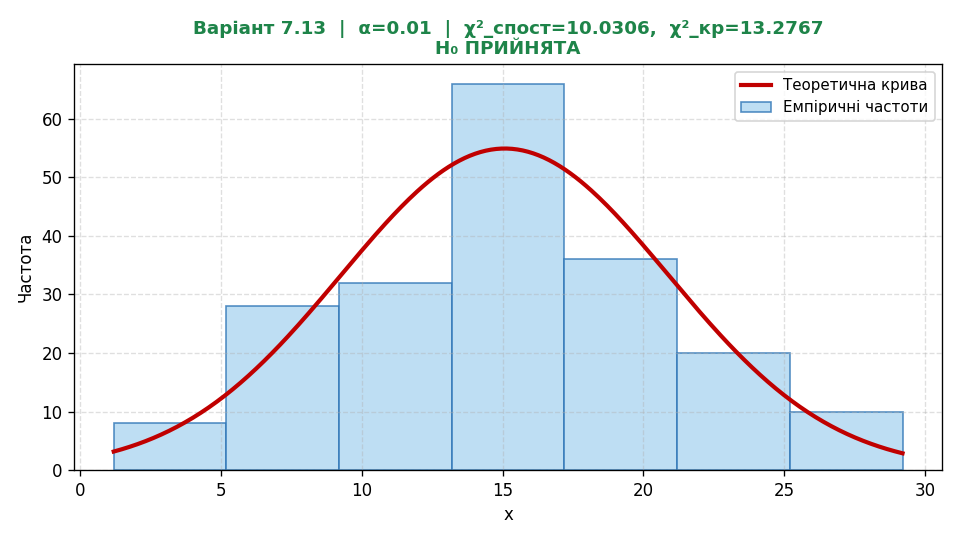 Варіант 7.13 | α=0.01 | χ²_спост=10.0306, χ²_кр=13.2767
H₀ ПРИЙНЯТА
Теоретична крива
Емпіричні частоти
Частота
60
50
40
30
20
10
0
0 5 10 15 20 25 30
x